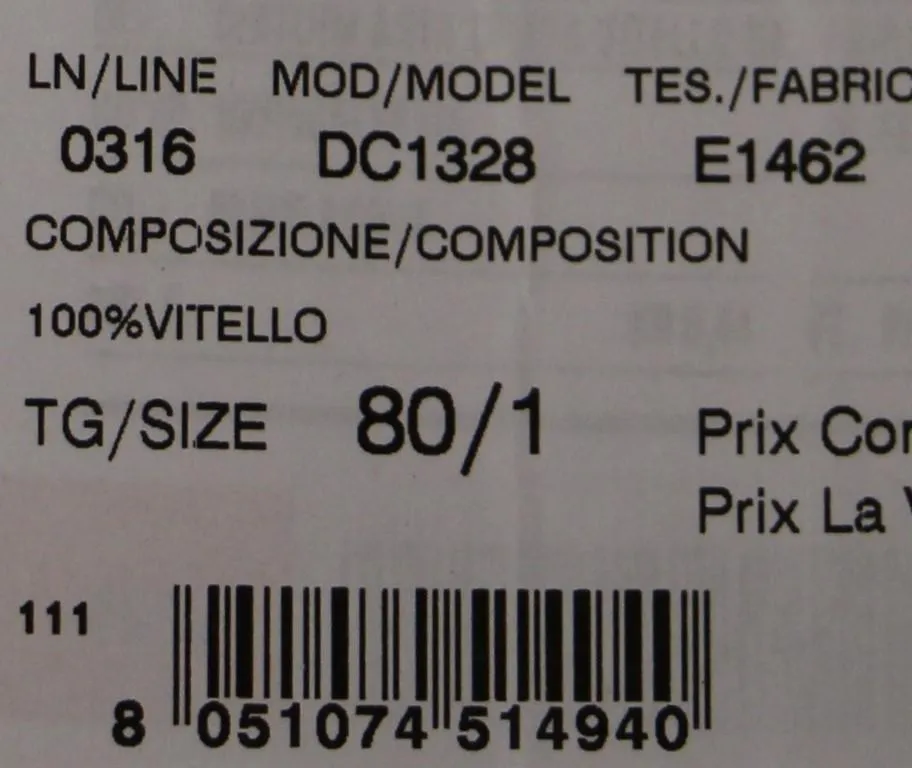 LN/LINE MOD/MODEL TES./FABRIC
0316 DC1328 E1462
COMPOSIZIONE/COMPOSITION
100%VITELLO
TG/SIZE 80/1
Prix Cor
Prix La
111
8 051074 514940